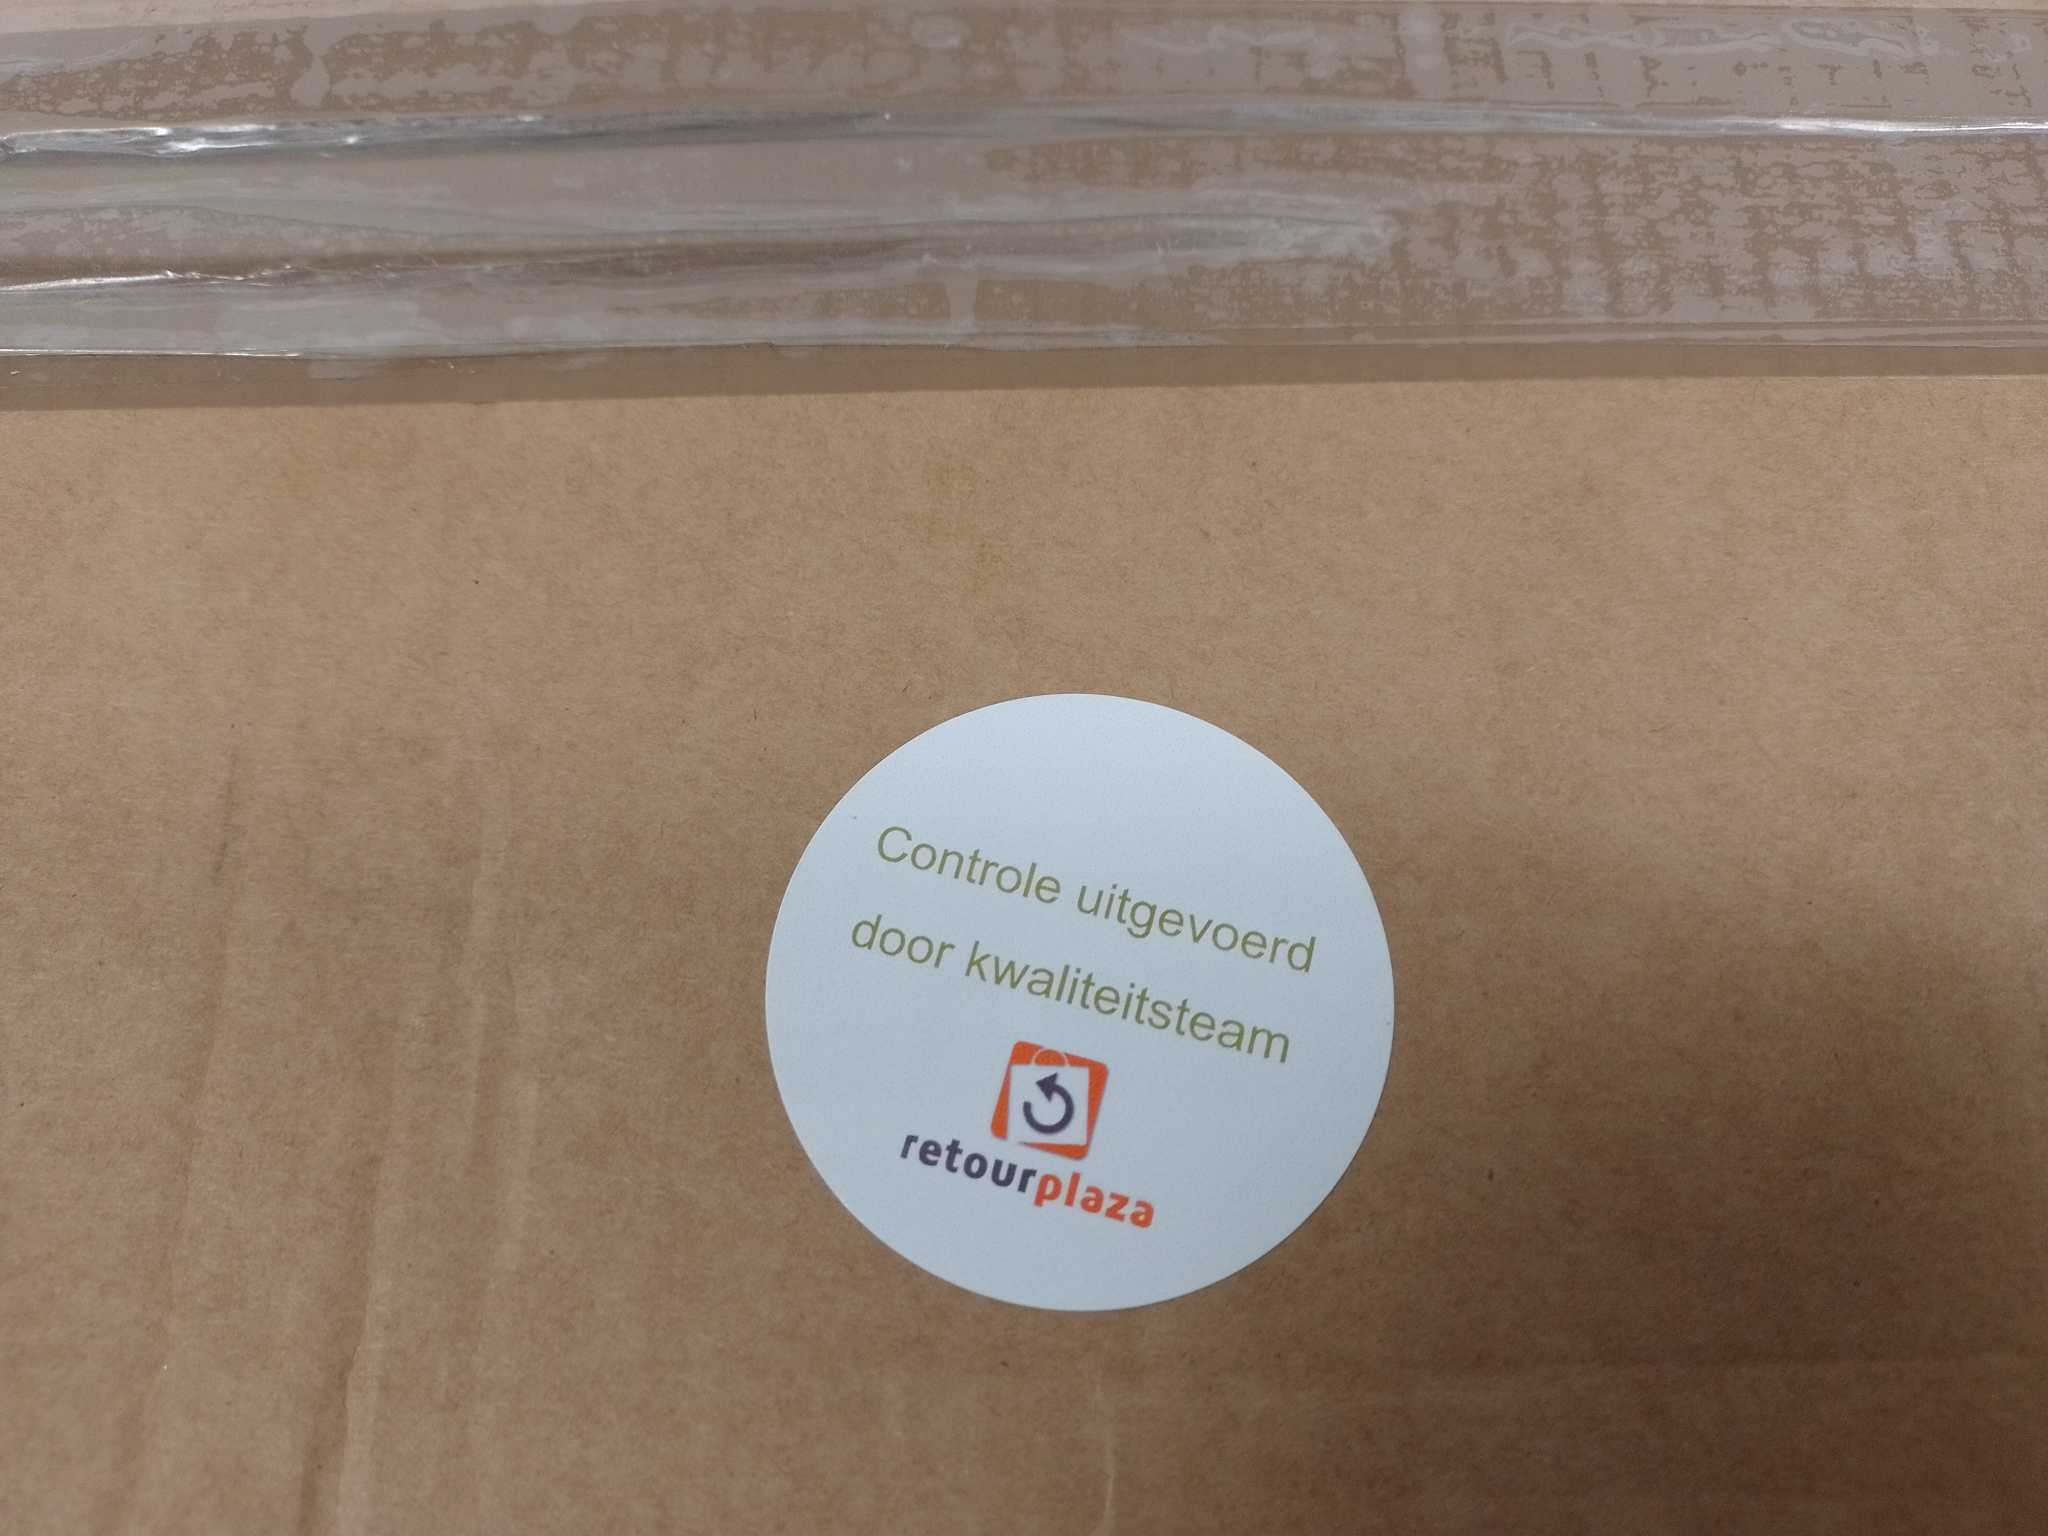 Controle uitgevoerd
door kwaliteitsteam
retourplaza